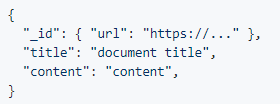 {
"_id": { "url": "https://..." },
"title": "document title",
"content": "content",
}